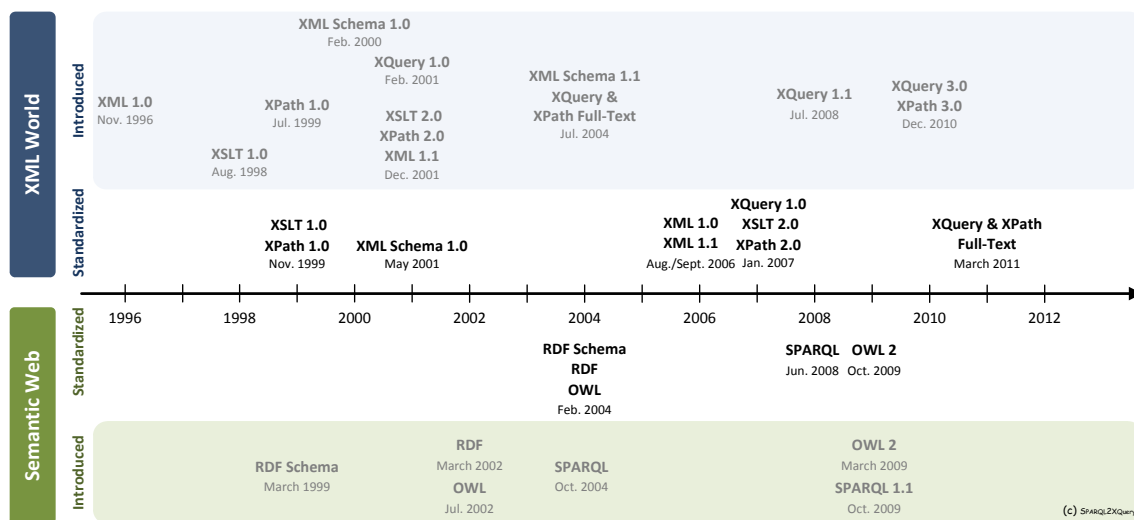 XML World
Introduced
XML Schema 1.0
Feb. 2000
XQuery 1.0
Feb. 2001
XML Schema 1.1
XQuery &
XPath Full-Text
Jul. 2004
XML 1.0
Nov. 1996
XPath 1.0
Jul. 1999
XSLT 2.0
XPath 2.0
XML 1.1
Dec. 2001
XQuery 1.1
Jul. 2008
XQuery 3.0
XPath 3.0
Dec. 2010
XSLT 1.0
Aug. 1998
Standardized
XSLT 1.0
XPath 1.0
Nov. 1999
XML Schema 1.0
May 2001
XML 1.0
XML 1.1
Aug./Sept. 2006
XQuery 1.0
XSLT 2.0
XPath 2.0
Jan. 2007
XQuery & XPath
Full-Text
March 2011
1996 1998 2000 2002 2004 2006 2008 2010 2012
Semantic Web
Standardized
RDF Schema
RDF
OWL
Feb. 2004
SPARQL
Jun. 2008
OWL 2
Oct. 2009
Introduced
RDF Schema
March 1999
RDF
March 2002
OWL
Jul. 2002
SPARQL
Oct. 2004
OWL 2
March 2009
SPARQL 1.1
Oct. 2009
(c) SPARQL2XQuery